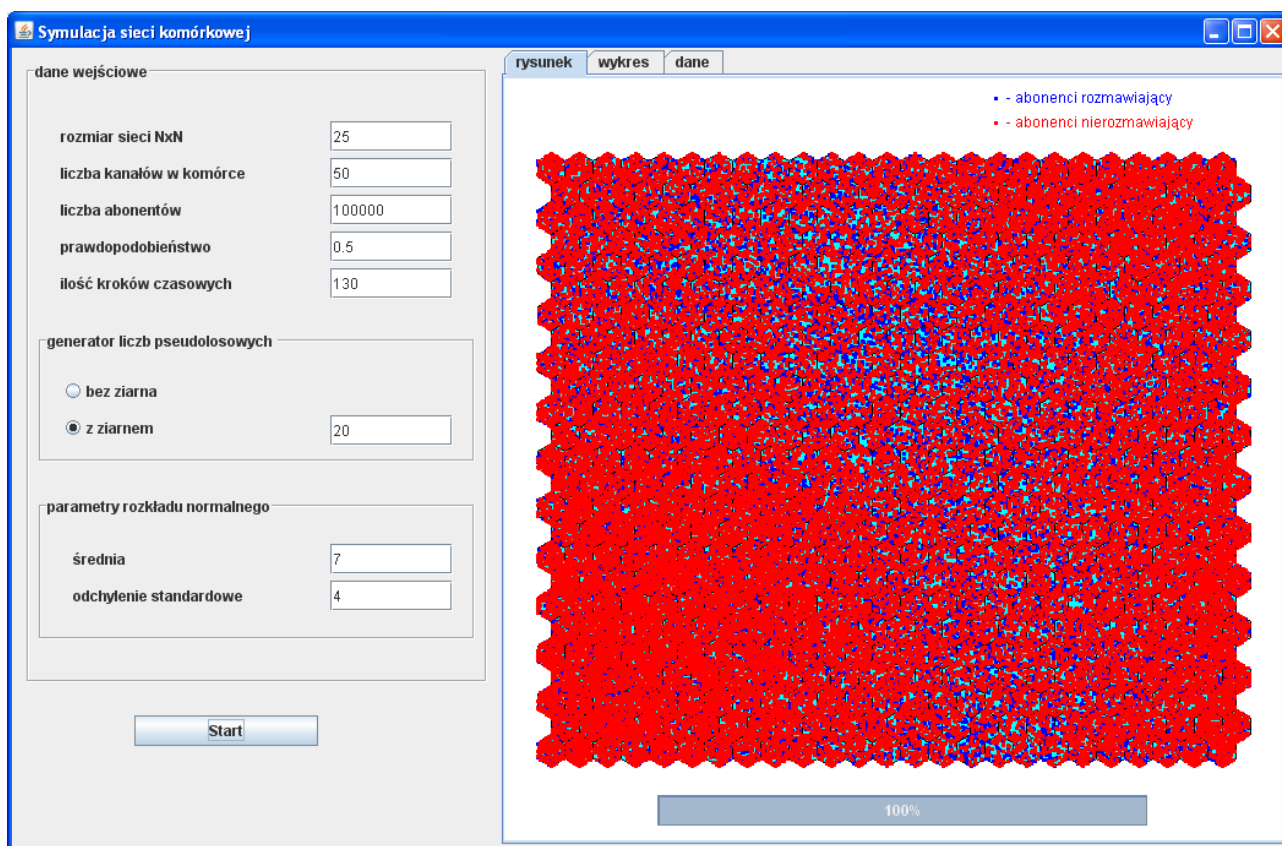 Symulacja sieci komórkowej
dane wejściowe
rozmiar sieci NxN 25
liczba kanałów w komórce 50
liczba abonentów 100000
prawdopodobieństwo 0.5
ilość kroków czasowych 130
generator liczb pseudolosowych
bez ziarna
z ziarnem 20
parametry rozkładu normalnego
średnia 7
odchylenie standardowe 4
Start
rysunek wykres dane
- abonenci rozmawiający
- abonenci nierozmawiający
100%